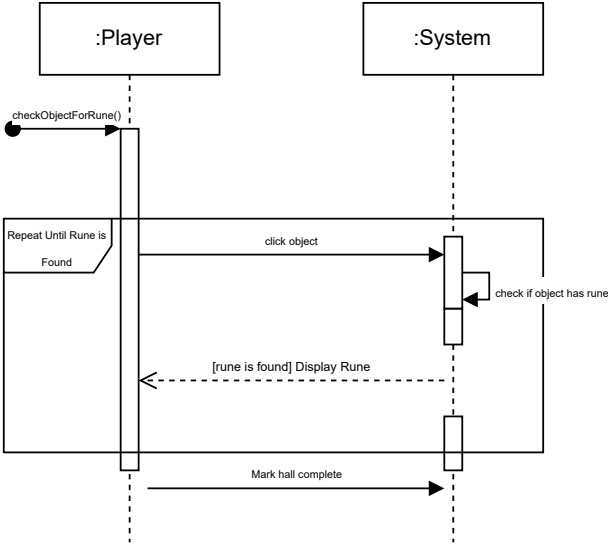 :Player
:System
checkObjectForRune()
Repeat Until Rune is
Found
click object
check if object has rune
[rune is found] Display Rune
Mark hall complete